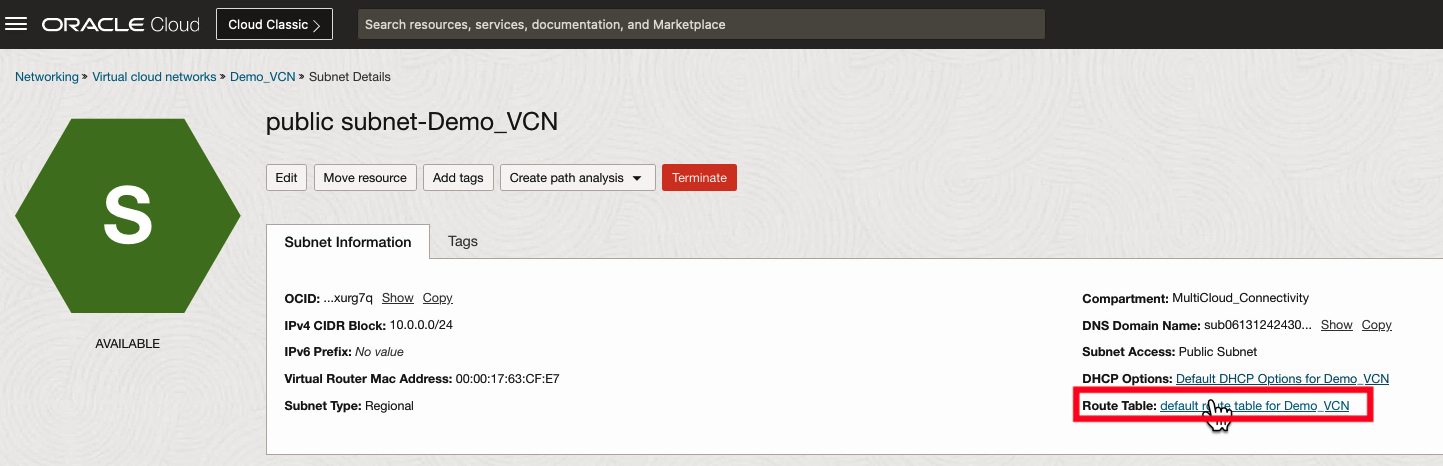 ORACLE Cloud
Cloud Classic >
Search resources, services, documentation, and Marketplace
Networking » Virtual cloud networks » Demo_VCN » Subnet Details
S
AVAILABLE
public subnet-Demo_VCN
Edit
Move resource
Add tags
Create path analysis
Terminate
Subnet Information
Tags
OCID: ...xurg7q Show Copy
IPv4 CIDR Block: 10.0.0.0/24
IPv6 Prefix: No value
Virtual Router Mac Address: 00:00:17:63:CF:E7
Subnet Type: Regional
Compartment: MultiCloud_Connectivity
DNS Domain Name: sub06131242430... Show Copy
Subnet Access: Public Subnet
DHCP Options: Default DHCP Options for Demo_VCN
Route Table: default route table for Demo_VCN